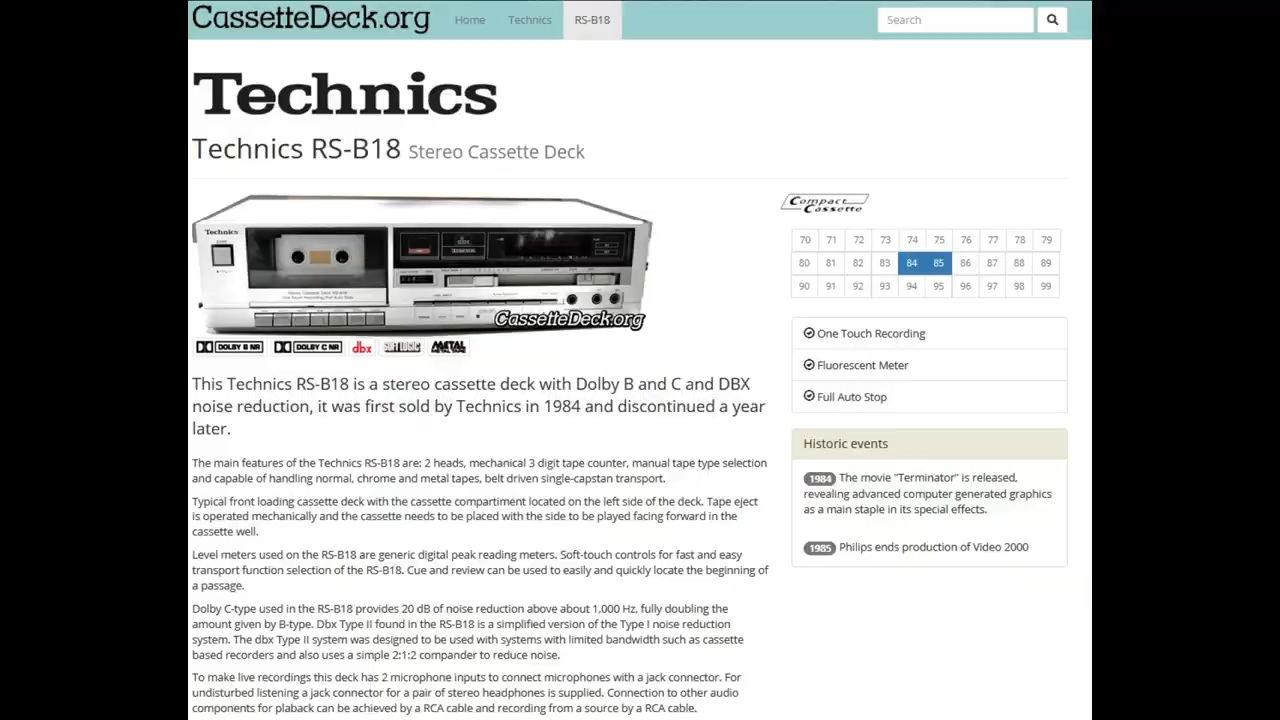 CassetteDeck.org Home Technics RS-B18 Search
Technics
Technics RS-B18 Stereo Cassette Deck
Compact
Cassette
70 71 72 73 74 75 76 77 78 79
80 81 82 83 84 85 86 87 88 89
90 91 92 93 94 95 96 97 98 99
Technics
CassetteDeck.org
DOLBY B NR DOLBY C NR dbx SOFT LOGIC METAL
One Touch Recording
Fluorescent Meter
Full Auto Stop
This Technics RS-B18 is a stereo cassette deck with Dolby B and C and DBX
noise reduction, it was first sold by Technics in 1984 and discontinued a year
later.
The main features of the Technics RS-B18 are: 2 heads, mechanical 3 digit tape counter, manual tape type selection
and capable of handling normal, chrome and metal tapes, belt driven single-capstan transport.
Typical front loading cassette deck with the cassette compartiment located on the left side of the deck. Tape eject
is operated mechanically and the cassette needs to be placed with the side to be played facing forward in the
cassette well.
Level meters used on the RS-B18 are generic digital peak reading meters. Soft-touch controls for fast and easy
transport function selection of the RS-B18. Cue and review can be used to easily and quickly locate the beginning of
a passage.
Dolby C-type used in the RS-B18 provides 20 dB of noise reduction above about 1,000 Hz, fully doubling the
amount given by B-type. Dbx Type II found in the RS-B18 is a simplified version of the Type I noise reduction
system. The dbx Type II system was designed to be used with systems with limited bandwidth such as cassette
based recorders and also uses a simple 2:1:2 compander to reduce noise.
To make live recordings this deck has 2 microphone inputs to connect microphones with a jack connector. For
undisturbed listening a jack connector for a pair of stereo headphones is supplied. Connection to other audio
components for plaback can be achieved by a RCA cable and recording from a source by a RCA cable.
Historic events
1984 The movie "Terminator" is released,
revealing advanced computer generated graphics
as a main staple in its special effects.
1985 Philips ends production of Video 2000